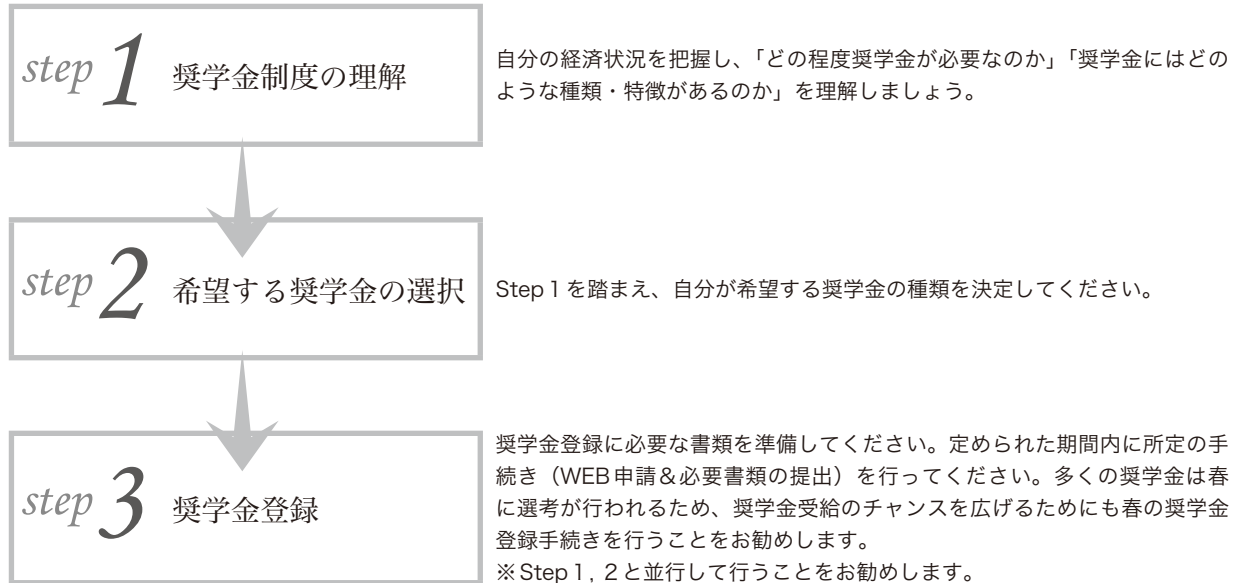 step 1 奨学金制度の理解
自分の経済状況を把握し、「どの程度奨学金が必要なのか」「奨学金にはどの
ような種類・特徴があるのか」を理解しましょう。
step 2 希望する奨学金の選択
Step 1 を踏まえ、自分が希望する奨学金の種類を決定してください。
step 3 奨学金登録
奨学金登録に必要な書類を準備してください。定められた期間内に所定の手
続き（WEB申請＆必要書類の提出）を行ってください。多くの奨学金は春
に選考が行われるため、奨学金受給のチャンスを広げるためにも春の奨学金
登録手続きを行うことをお勧めします。
※Step 1, 2と並行して行うことをお勧めします。